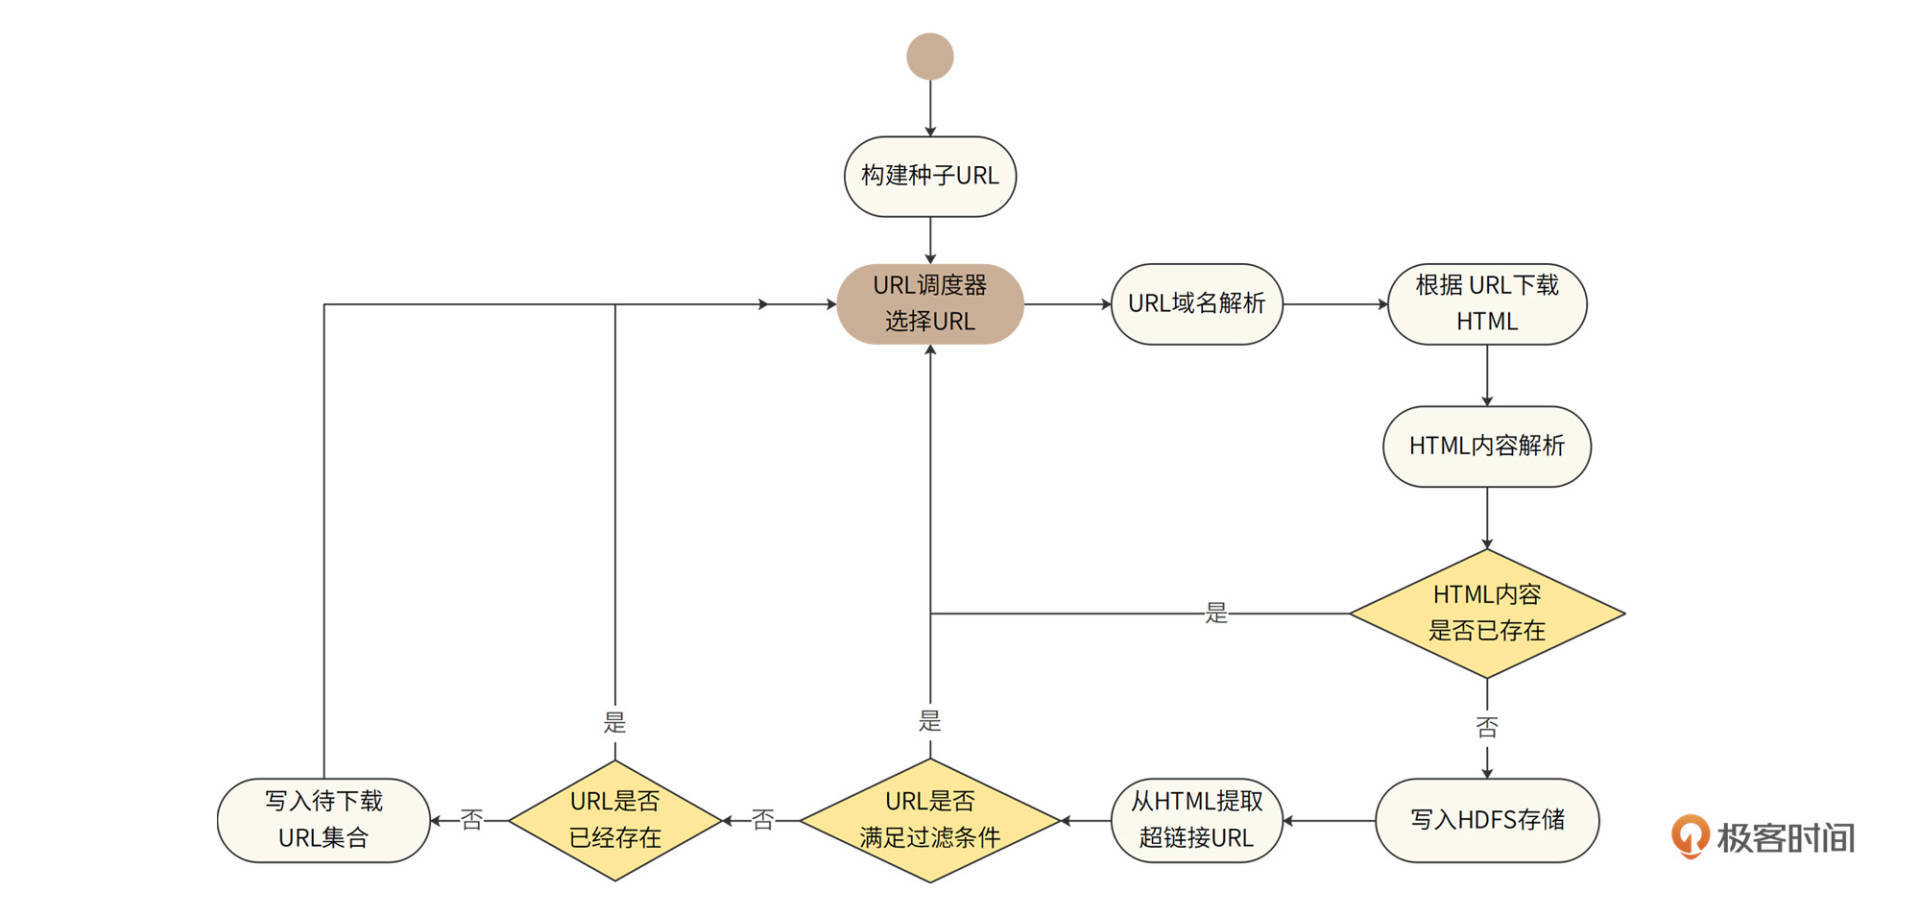 构建种子URL
URL调度器
选择URL
URL域名解析
根据 URL下载
HTML
HTML内容解析
HTML内容
是否已存在
是
否
写入HDFS存储
从HTML提取
超链接URL
URL是否
满足过滤条件
是
否
URL是否
已经存在
是
否
写入待下载
URL集合
极客时间